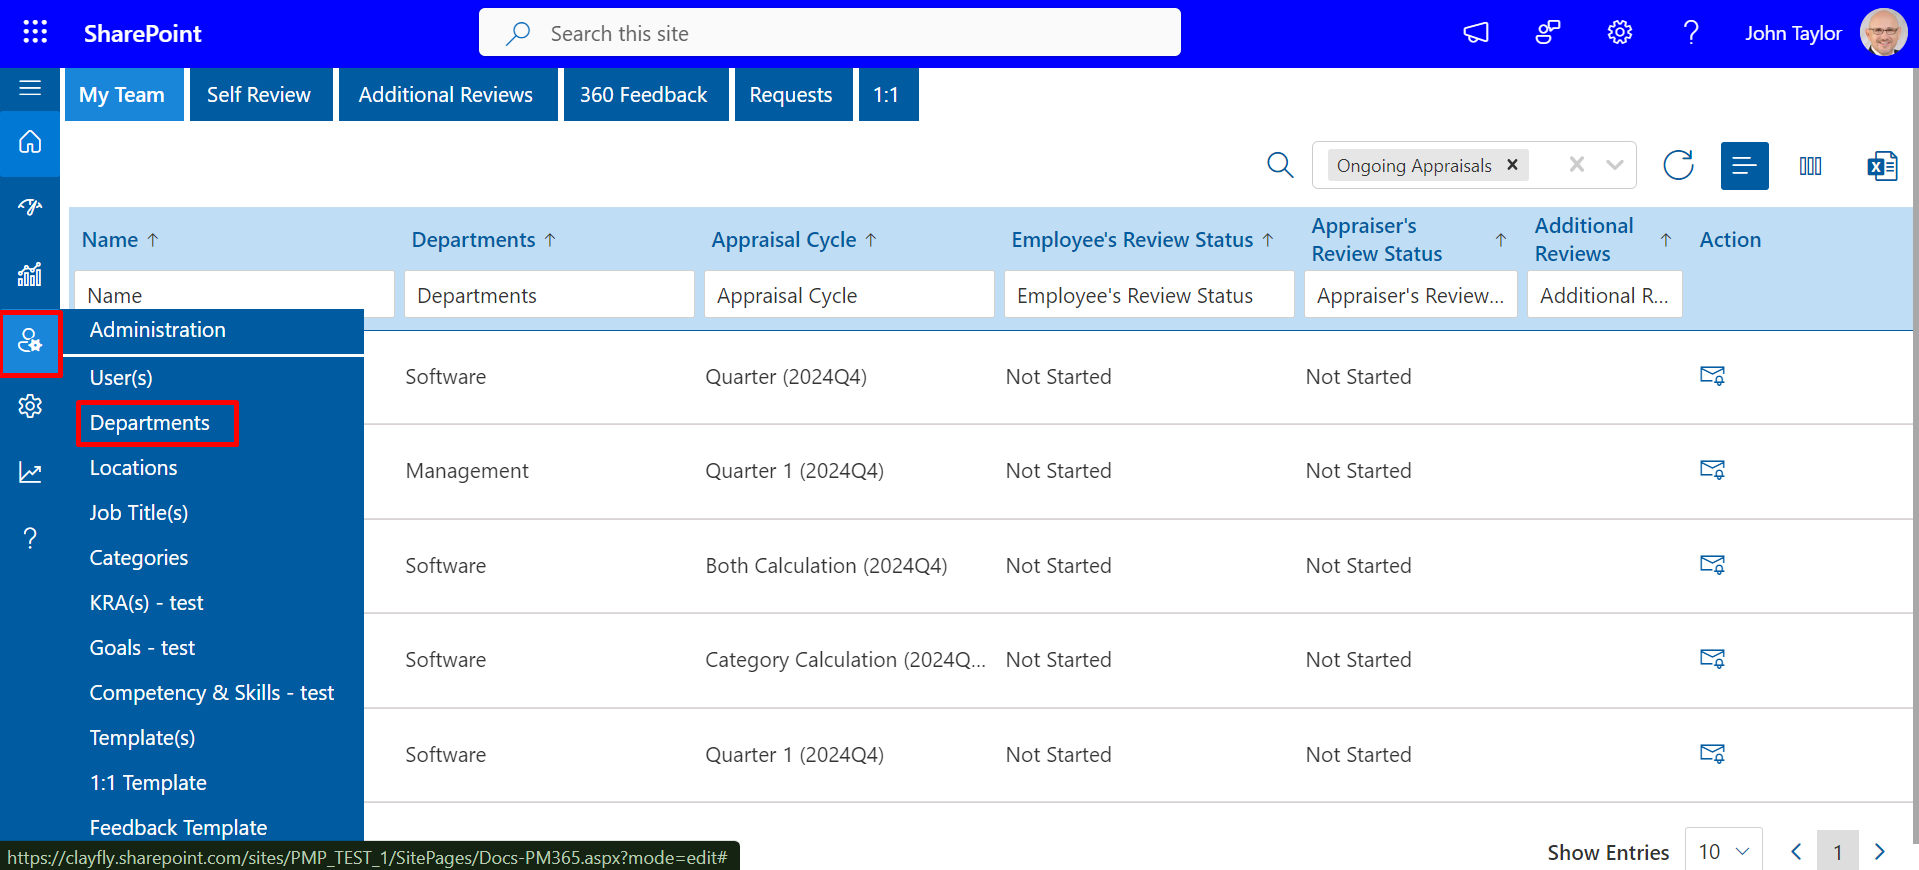 SharePoint
Search this site
?
John Taylor
My Team
Self Review
Additional Reviews
360 Feedback
Requests
1:1
Ongoing Appraisals
Name ↑
Departments ↑
Appraisal Cycle ↑
Employee's Review Status ↑
Appraiser's
Review Status ↑
Additional
Reviews ↑
Action
Name
Departments
Appraisal Cycle
Employee's Review Status
Appraiser's Review...
Additional R...
Administration
User(s)
Departments
Locations
Job Title(s)
Categories
KRA(s) - test
Goals - test
Competency & Skills - test
Template(s)
1:1 Template
Feedback Template
?
Software
Quarter (2024Q4)
Not Started
Not Started
Management
Quarter 1 (2024Q4)
Not Started
Not Started
Software
Both Calculation (2024Q4)
Not Started
Not Started
Software
Category Calculation (2024Q...
Not Started
Not Started
Software
Quarter 1 (2024Q4)
Not Started
Not Started
https://clayfly.sharepoint.com/sites/PMP_TEST_1/SitePages/Docs-PM365.aspx?mode=edit#
Show Entries
10
1